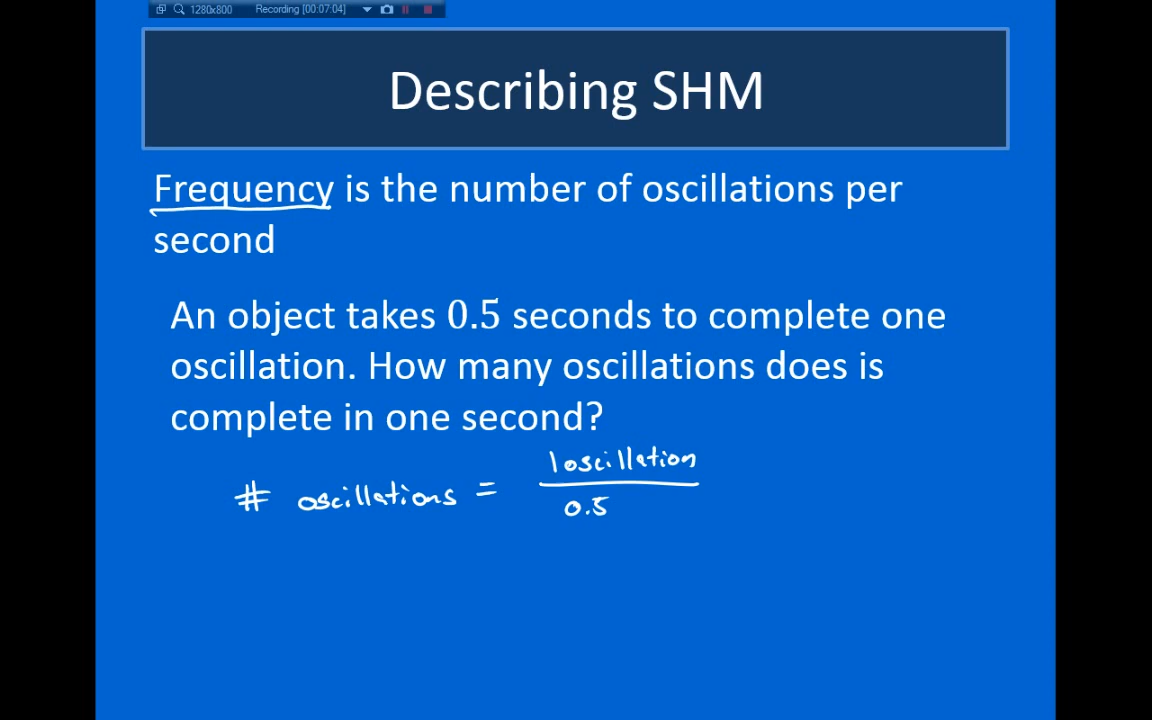 1280x800 Recording [00:07:04]
Describing SHM
Frequency is the number of oscillations per
second
An object takes 0.5 seconds to complete one
oscillation. How many oscillations does is
complete in one second?
# oscillations = 1 oscillation
0.5